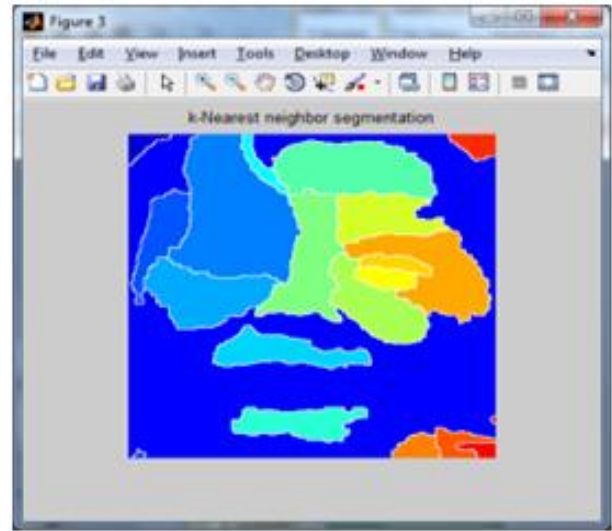 Figure 3
File Edit View Insert Tools Desktop Window Help
k-Nearest neighbor segmentation